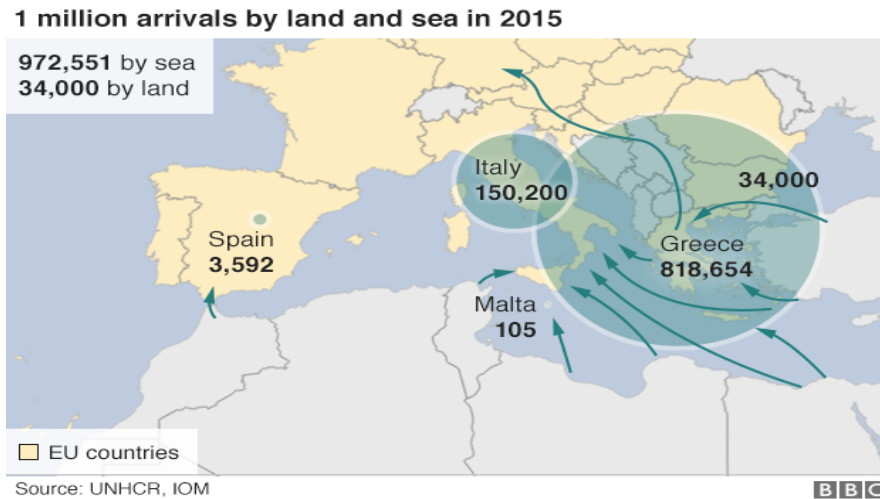 1 million arrivals by land and sea in 2015
972,551 by sea
34,000 by land
Italy
150,200
34,000
Spain
3,592
Greece
818,654
Malta
105
EU countries
Source: UNHCR, IOM
BBC